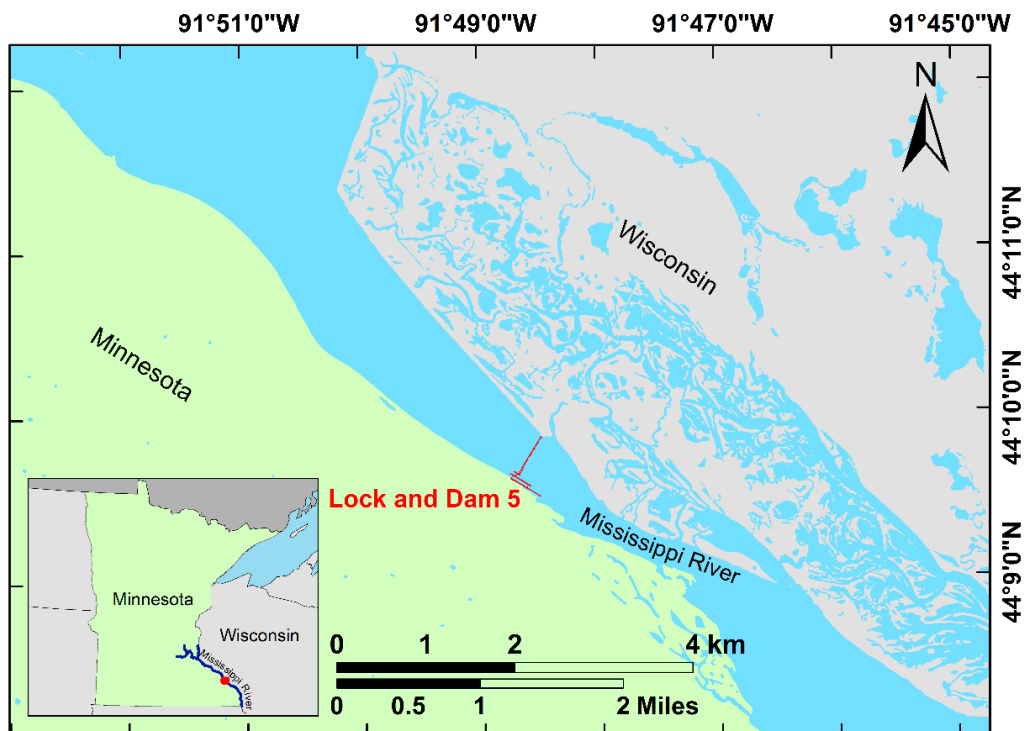 91°51'0"W 91°49'0"W 91°47'0"W 91°45'0"W
N
Wisconsin
44°11'0"N
Minnesota
44°10'0"N
Lock and Dam 5
Mississippi River
44°9'0"N
Minnesota
Wisconsin
Mississippi River
0 1 2 4 km
0 0.5 1 2 Miles